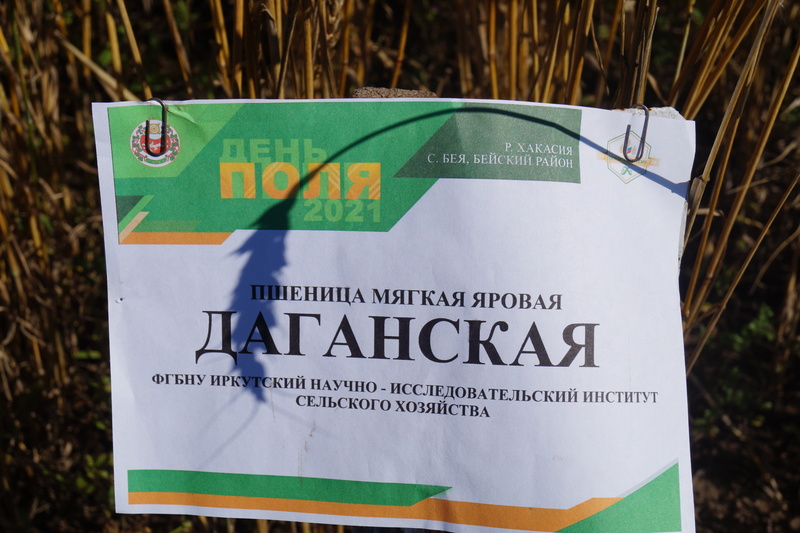 ДЕНЬ
ПОЛЯ
2021
Р. ХАКАСИЯ
С. БЕЯ, БЕЙСКИЙ РАЙОН
ПШЕНИЦА МЯГКАЯ ЯРОВАЯ
ДАГАНСКАЯ
ФГБНУ ИРКУТСКИЙ НАУЧНО - ИССЛЕДОВАТЕЛЬСКИЙ ИНСТИТУТ
СЕЛЬСКОГО ХОЗЯЙСТВА